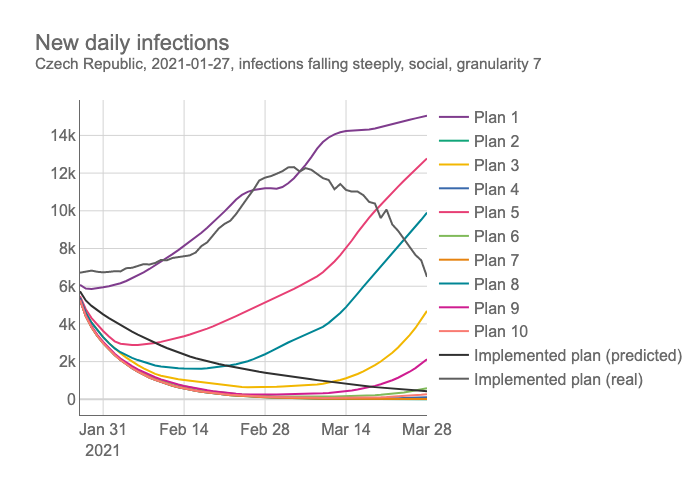 New daily infections
Czech Republic, 2021-01-27, infections falling steeply, social, granularity 7
14k
12k
10k
8k
6k
4k
2k
0
Jan 31
2021
Feb 14
Feb 28
Mar 14
Mar 28
Plan 1
Plan 2
Plan 3
Plan 4
Plan 5
Plan 6
Plan 7
Plan 8
Plan 9
Plan 10
Implemented plan (predicted)
Implemented plan (real)